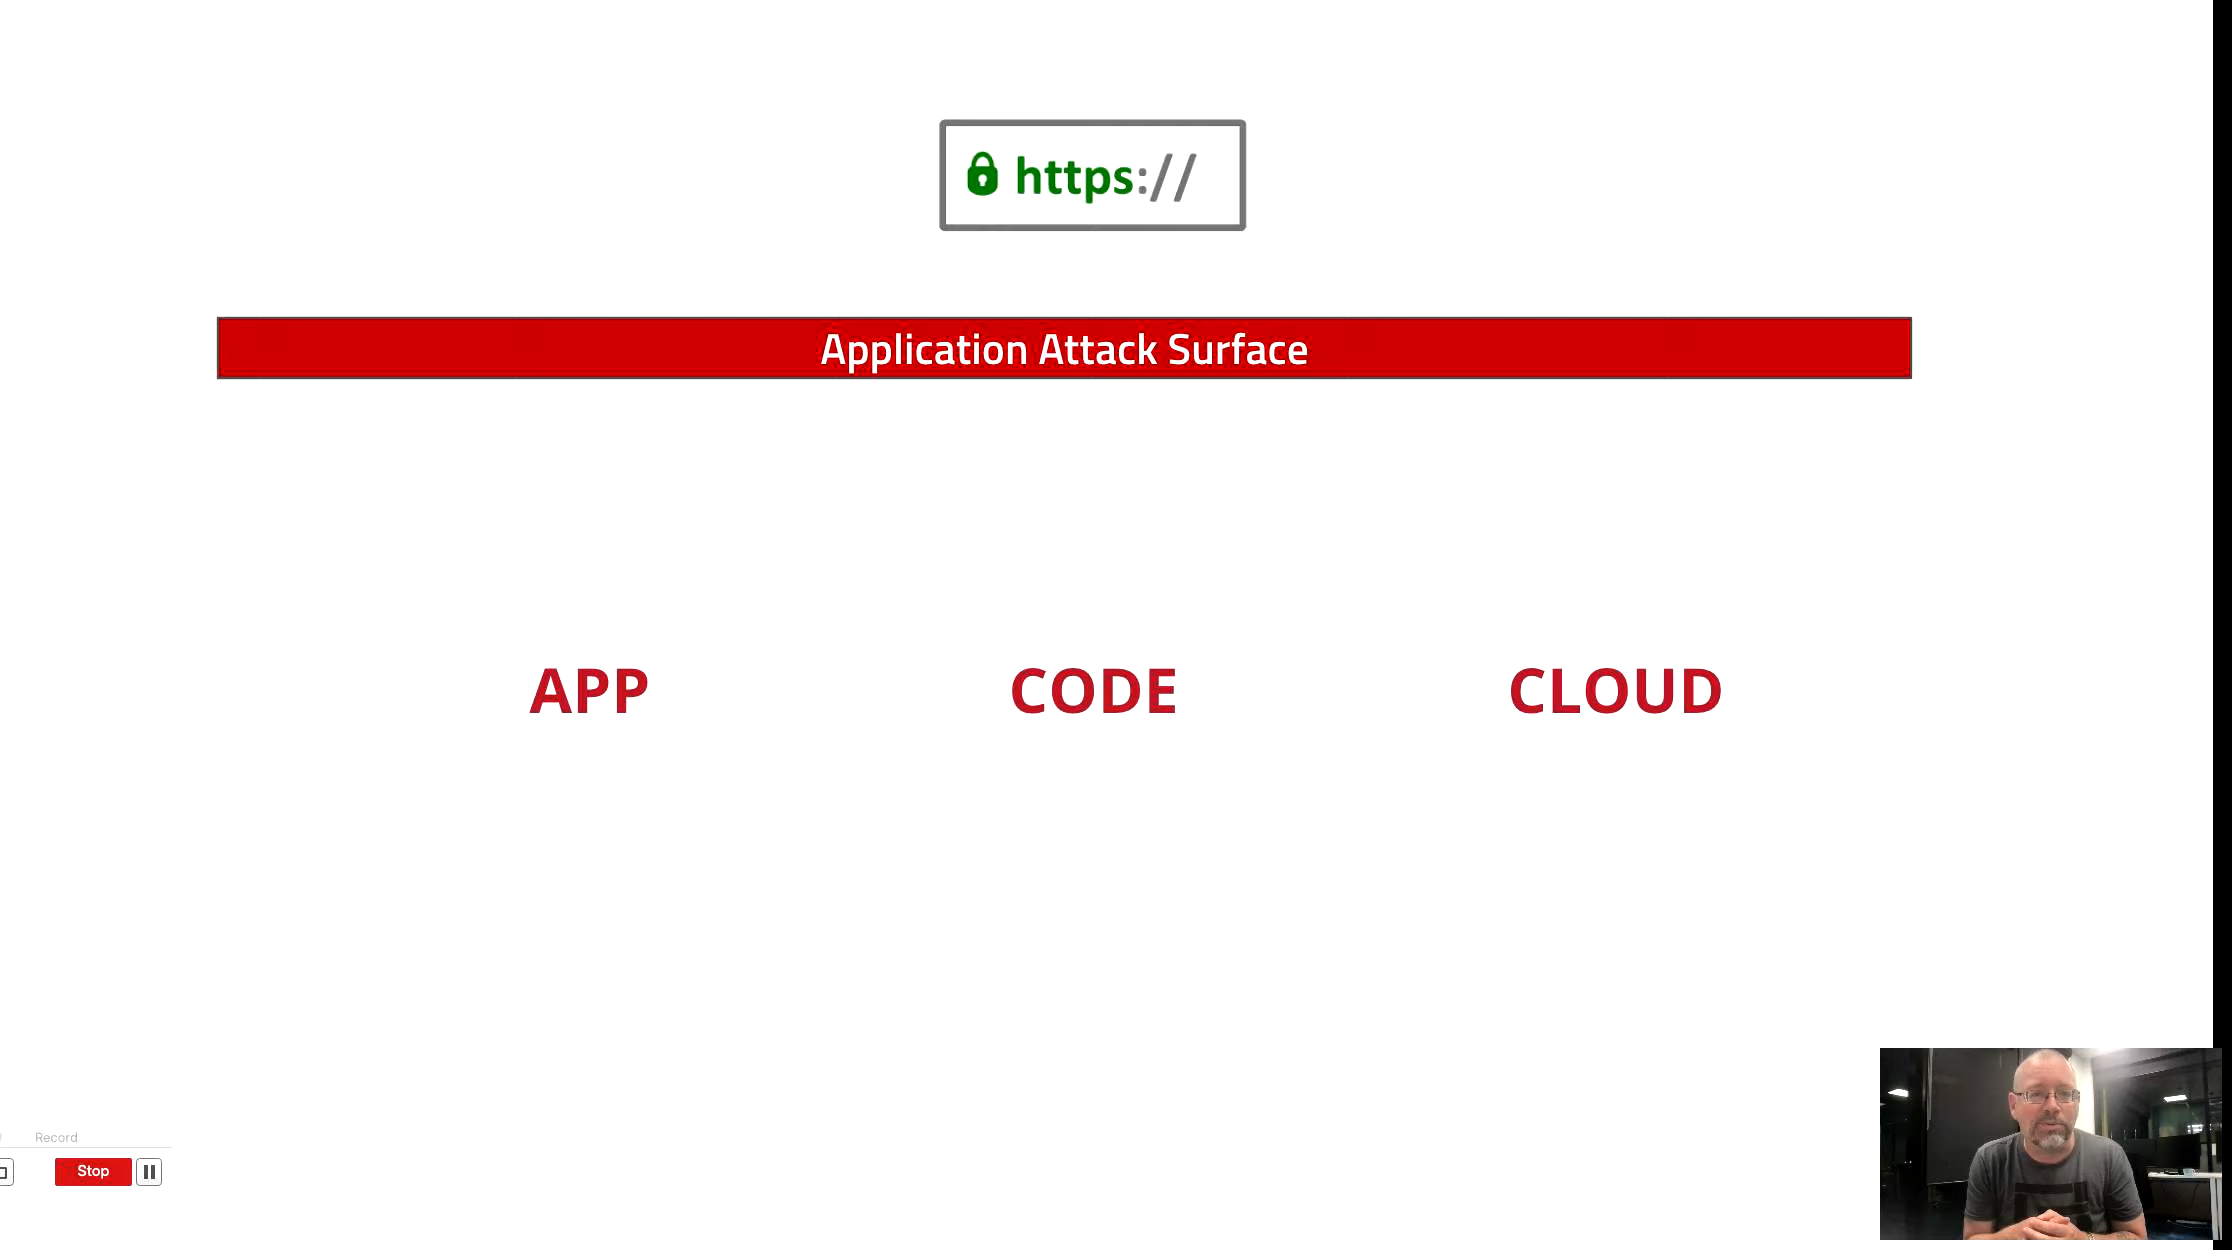 https://
Application Attack Surface
APP CODE CLOUD
Record
Stop